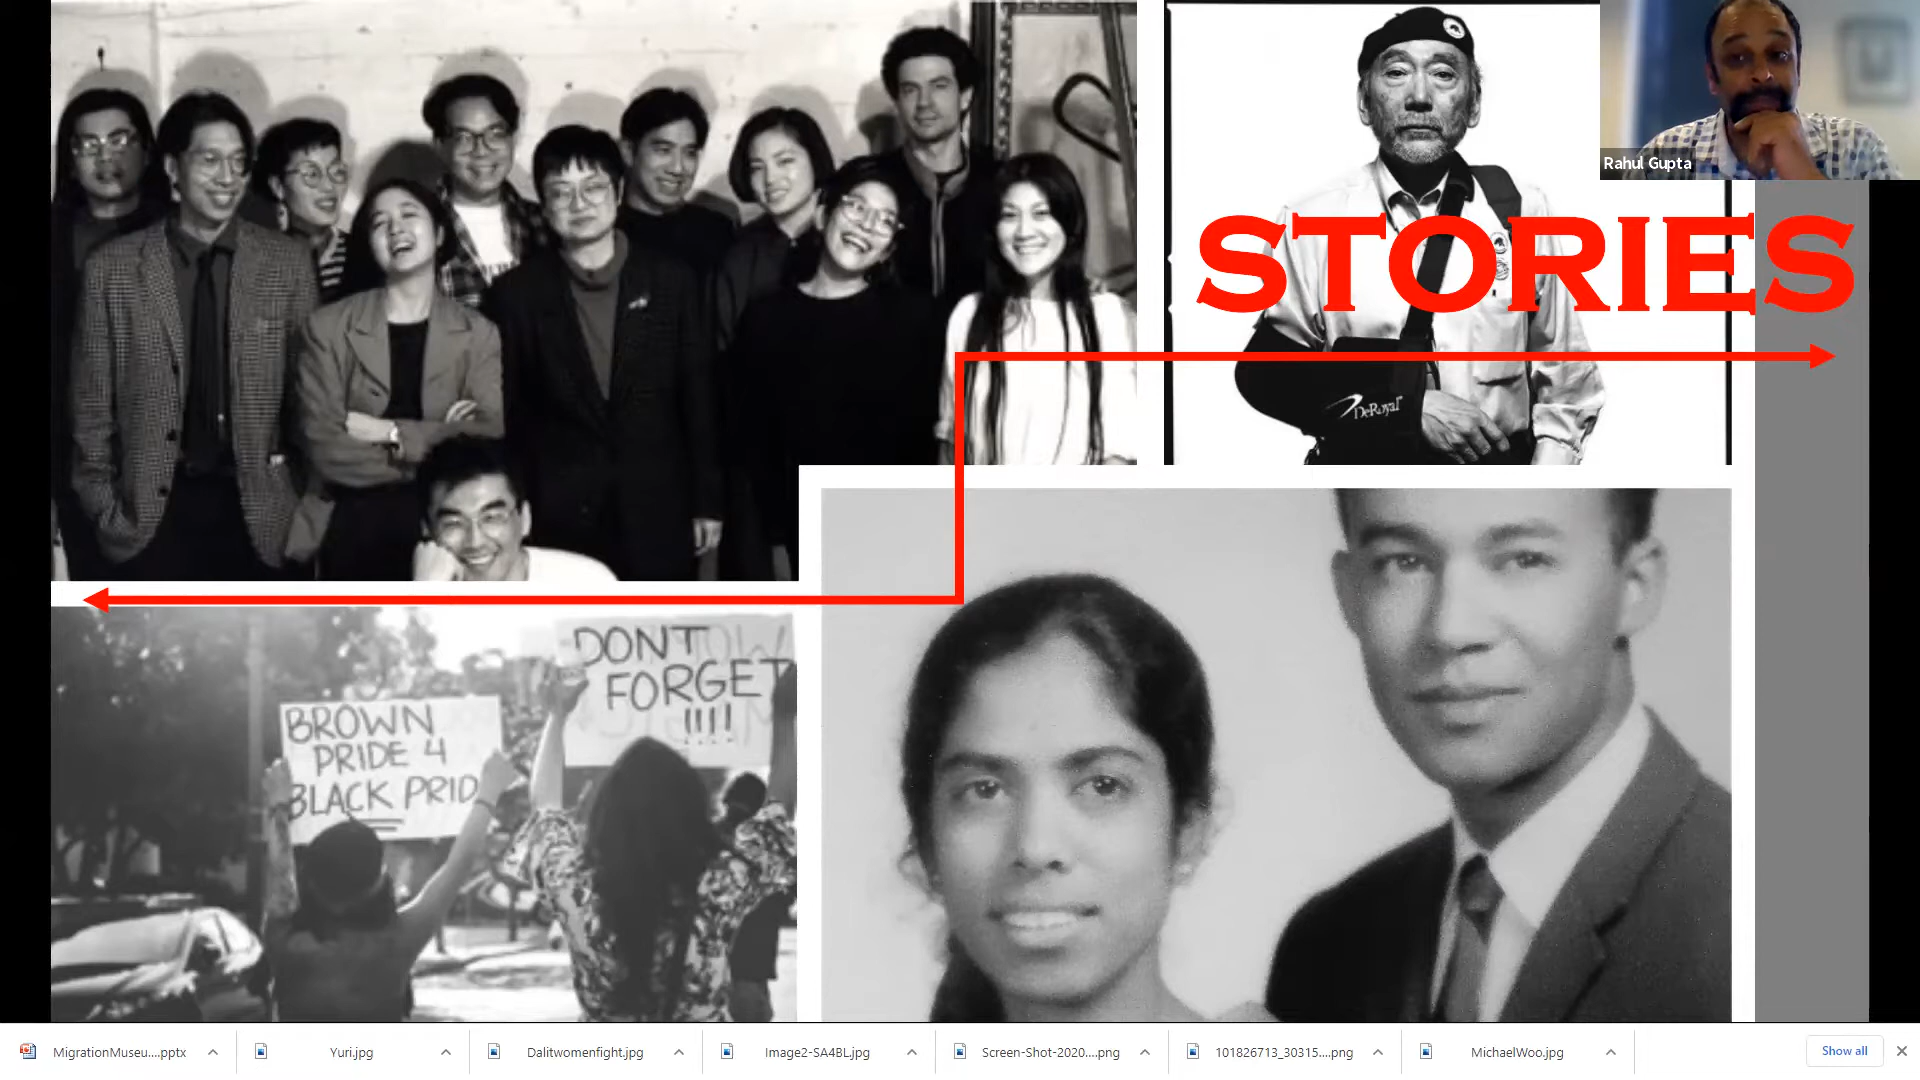 Rahul Gupta
STORIES
DeRoyal
DONT
FORGET
!!!!
BROWN
PRIDE 4
BLACK PRID
MigrationMuseu....pptx
Yuri.jpg
Dalitwomenfight.jpg
Image2-SA4BL.jpg
Screen-Shot-2020....png
101826713_30315....png
MichaelWoo.jpg
Show all